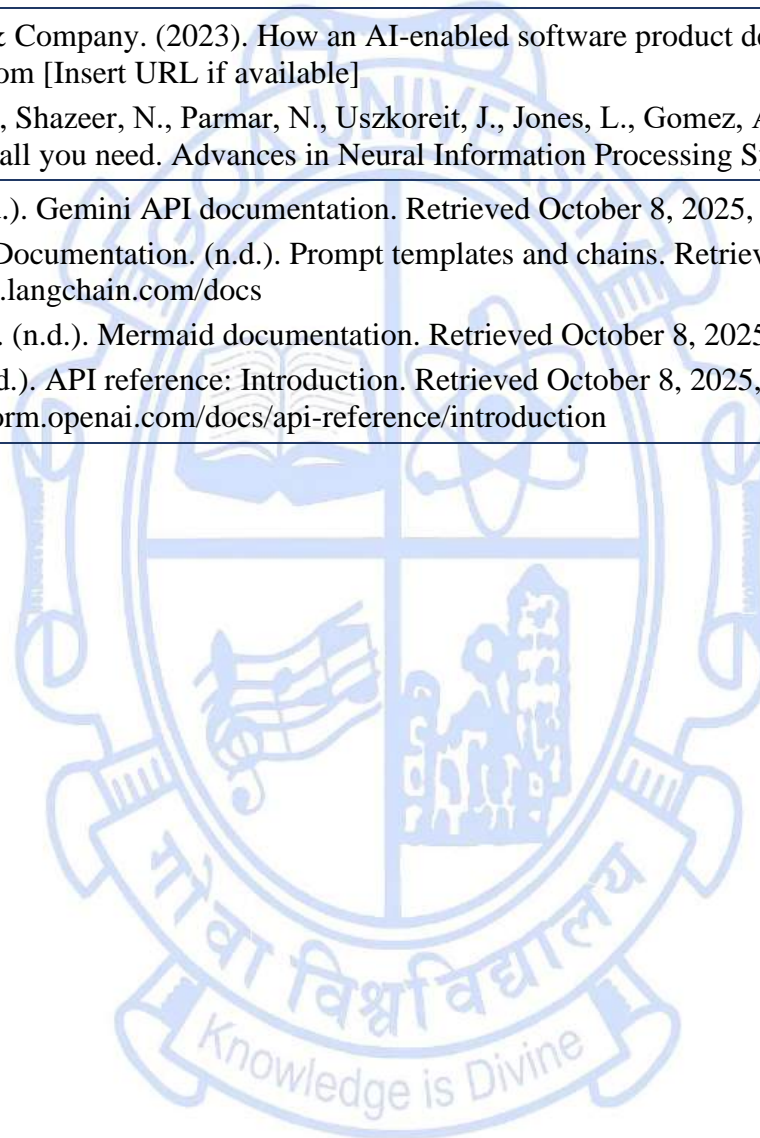 Company. (2023). How an AI-enabled software product
om [Insert URL if available]
, Shazeer, N., Parmar, N., Uszkoreit, J., Jones, L., Gomez, A
all you need. Advances in Neural Information Processing
.). Gemini API documentation. Retrieved October 8, 2025,
Documentation. (n.d.). Prompt templates and chains.
.langchain.com/docs
. (n.d.). Mermaid documentation. Retrieved October 8, 2025
d.). API reference: Introduction. Retrieved October 8, 2025,
orm.openai.com/docs/api-reference/introduction
GOA UNIVERSITY
गोंवा विश्वविद्यालय
Knowledge is Divine